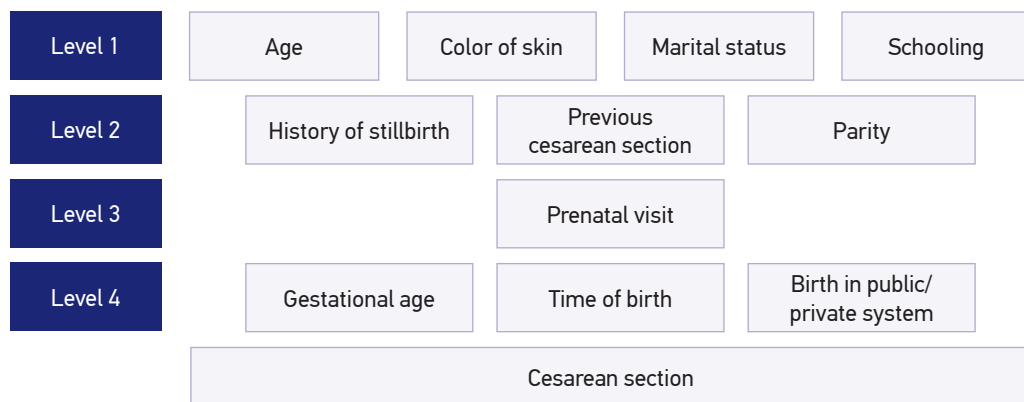 Level 1
Age
Color of skin
Marital status
Schooling
Level 2
History of stillbirth
Previous
cesarean section
Parity
Level 3
Prenatal visit
Level 4
Gestational age
Time of birth
Birth in public/
private system
Cesarean section